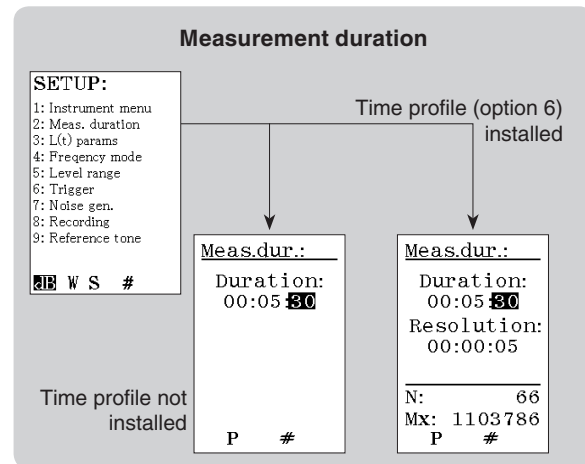 Measurement duration
SETUP:
1: Instrument menu
2: Meas. duration
3: L(t) params
4: Freqency mode
5: Level range
6: Trigger
7: Noise gen.
8: Recording
9: Reference tone
dB W S #
Time profile (option 6)
installed
Meas.dur.:
Duration:
00:05:30
P #
Time profile not
installed
Meas.dur.:
Duration:
00:05:30
Resolution:
00:00:05
N: 66
Mx: 1103786
P #